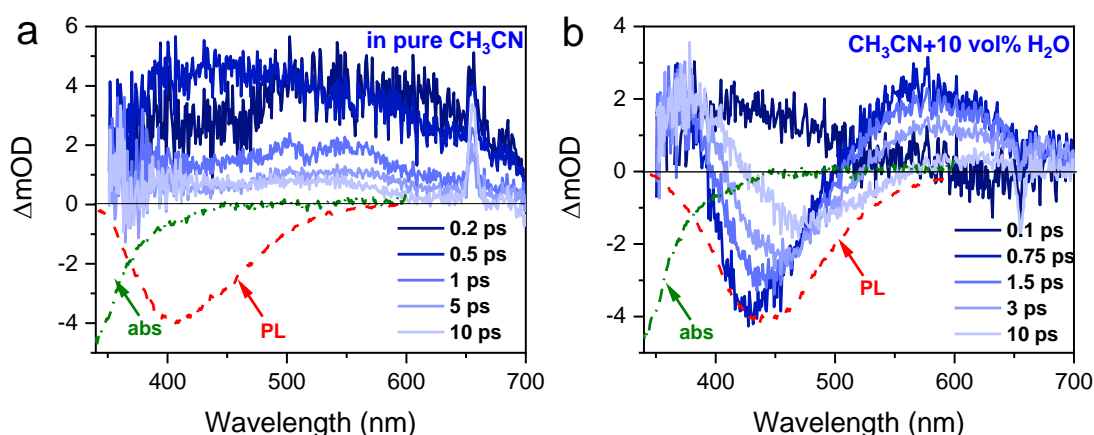 a
in pure CH₃CN
6
4
2
0
-2
-4
ΔmOD
abs
PL
0.2 ps
0.5 ps
1 ps
5 ps
10 ps
400
500
600
700
Wavelength (nm)
b
CH₃CN+10 vol% H₂O
4
2
0
-2
-4
ΔmOD
abs
PL
0.1 ps
0.75 ps
1.5 ps
3 ps
10 ps
400
500
600
700
Wavelength (nm)